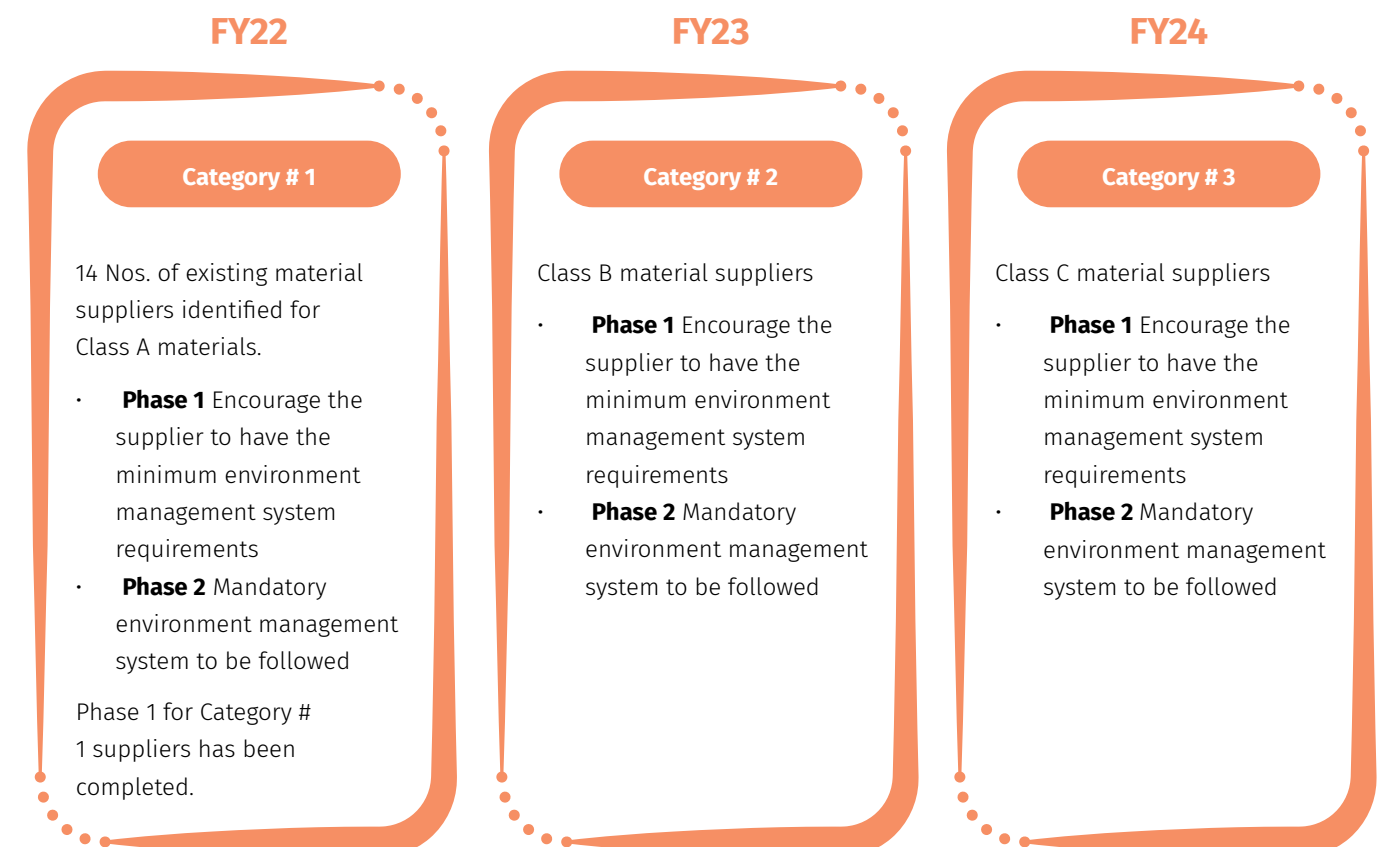 FY22
Category # 1
14 Nos. of existing material
suppliers identified for
Class A materials.
· Phase 1 Encourage the
supplier to have the
minimum environment
management system
requirements
· Phase 2 Mandatory
environment management
system to be followed
Phase 1 for Category #
1 suppliers has been
completed.
FY23
Category # 2
Class B material suppliers
· Phase 1 Encourage the
supplier to have the
minimum environment
management system
requirements
· Phase 2 Mandatory
environment management
system to be followed
FY24
Category # 3
Class C material suppliers
· Phase 1 Encourage the
supplier to have the
minimum environment
management system
requirements
· Phase 2 Mandatory
environment management
system to be followed